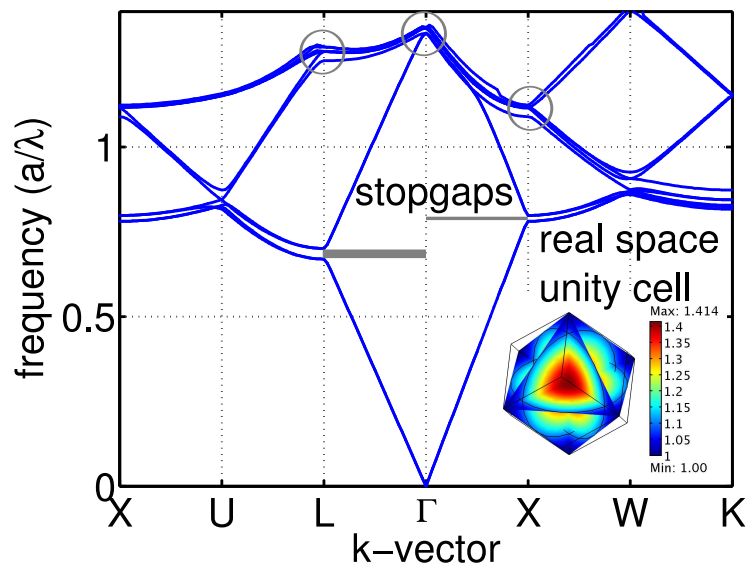 1
0.5
0
frequency (a/λ)
stopgaps
real space
unity cell
Max: 1.414
1.4
1.35
1.3
1.25
1.2
1.15
1.1
1.05
1
Min: 1.00
X U L Γ X W K
k-vector